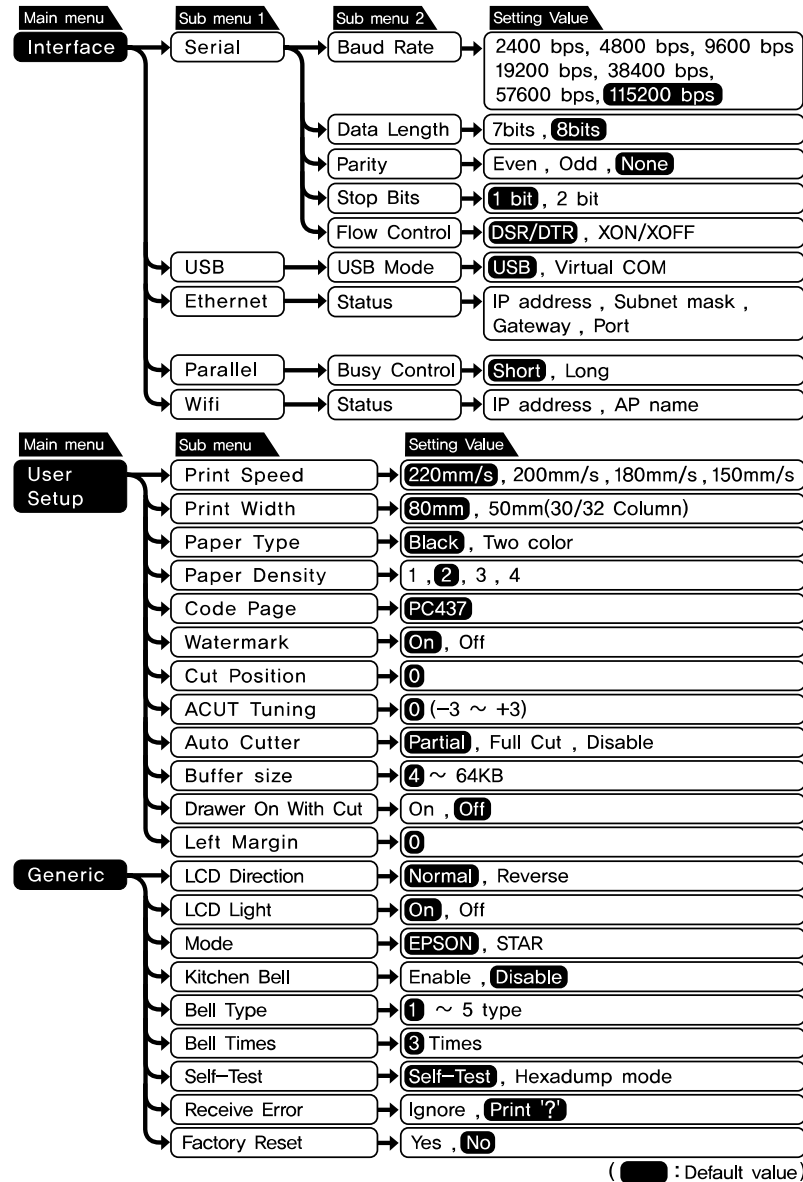 Main menu Sub menu 1 Sub menu 2 Setting Value
Interface Serial Baud Rate 2400 bps, 4800 bps, 9600 bps
19200 bps, 38400 bps,
57600 bps, 115200 bps
Data Length 7bits , 8bits
Parity Even , Odd , None
Stop Bits 1 bit , 2 bit
Flow Control DSR/DTR , XON/XOFF
USB USB Mode USB , Virtual COM
Ethernet Status IP address , Subnet mask ,
Gateway , Port
Parallel Busy Control Short , Long
Wifi Status IP address , AP name
Main menu Sub menu Setting Value
User Print Speed 220mm/s , 200mm/s , 180mm/s , 150mm/s
Setup Print Width 80mm , 50mm(30/32 Column)
Paper Type Black , Two color
Paper Density 1 , 2 , 3 , 4
Code Page PC437
Watermark On , Off
Cut Position 0
ACUT Tuning 0 (−3 ~ +3)
Auto Cutter Partial , Full Cut , Disable
Buffer size 4 ~ 64KB
Drawer On With Cut On , Off
Left Margin 0
Generic LCD Direction Normal , Reverse
LCD Light On , Off
Mode EPSON , STAR
Kitchen Bell Enable , Disable
Bell Type 1 ~ 5 type
Bell Times 3 Times
Self−Test Self−Test , Hexadump mode
Receive Error Ignore , Print '?'
Factory Reset Yes , No
( : Default value)